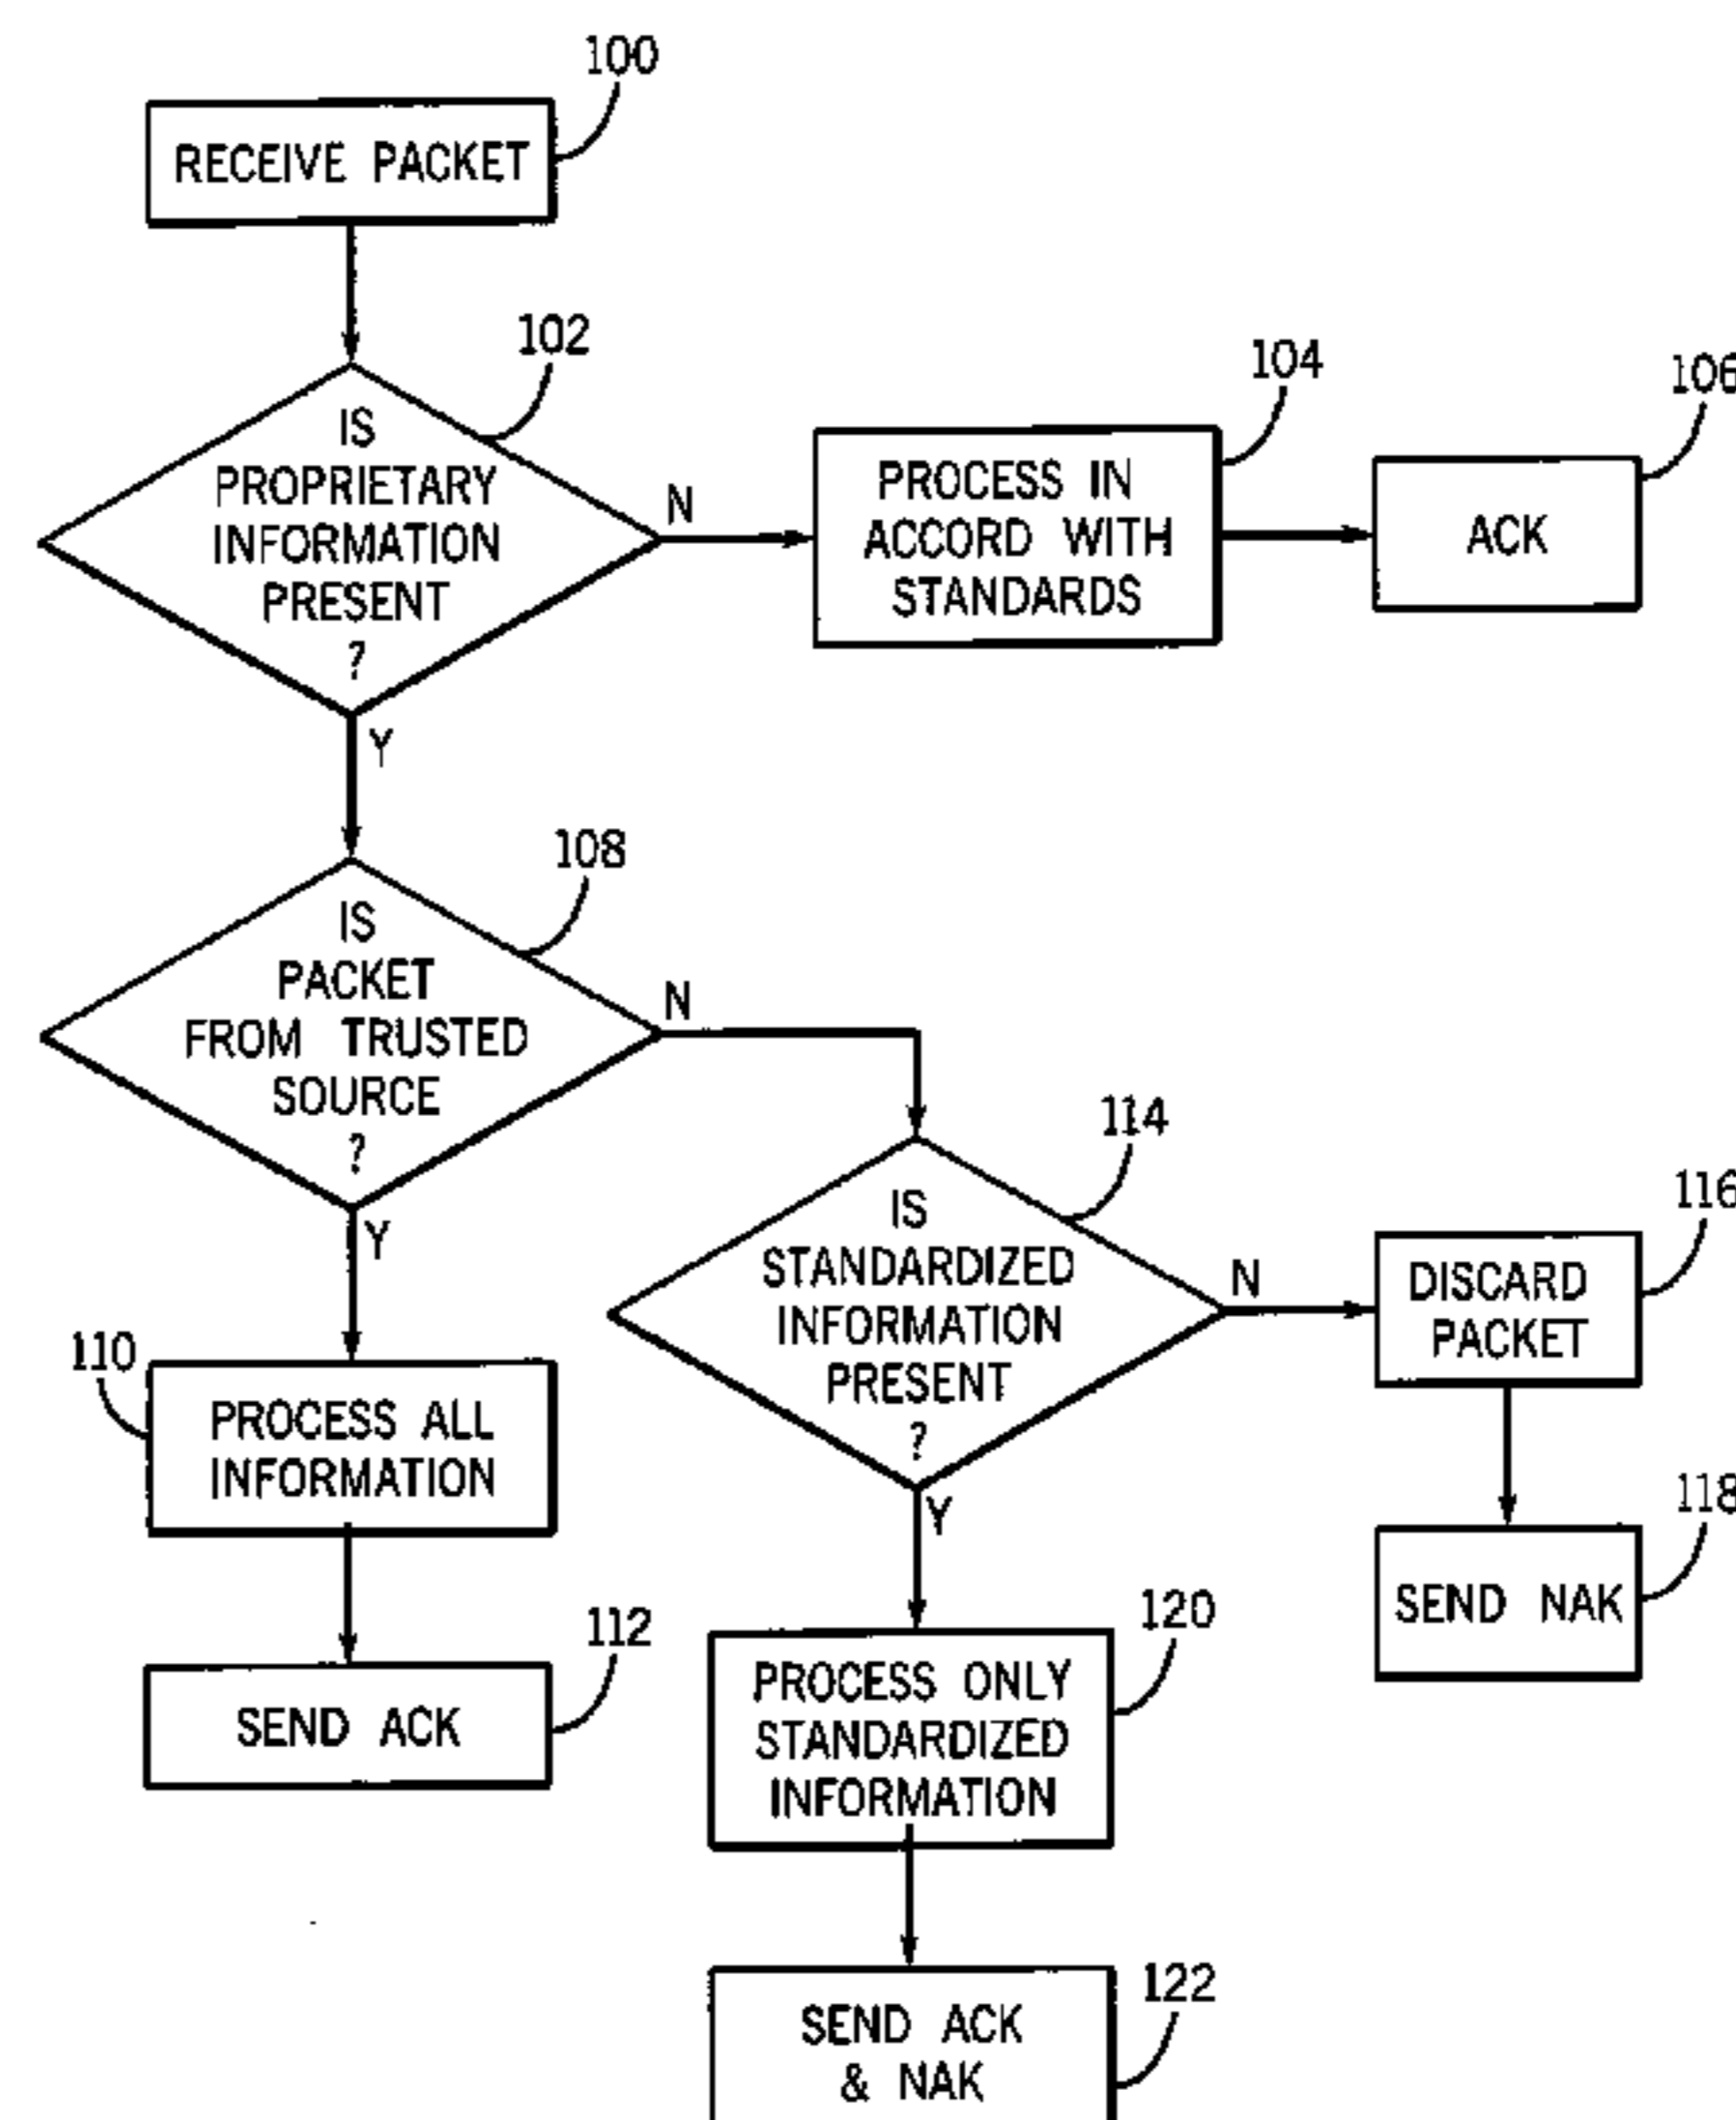 100
RECEIVE PACKET
102
IS
PROPRIETARY
INFORMATION
PRESENT
?
N
Y
104
PROCESS IN
ACCORD WITH
STANDARDS
106
ACK
108
IS
PACKET
FROM TRUSTED
SOURCE
?
N
Y
110
PROCESS ALL
INFORMATION
112
SEND ACK
114
IS
STANDARDIZED
INFORMATION
PRESENT
?
N
Y
116
DISCARD
PACKET
118
SEND NAK
120
PROCESS ONLY
STANDARDIZED
INFORMATION
122
SEND ACK
& NAK